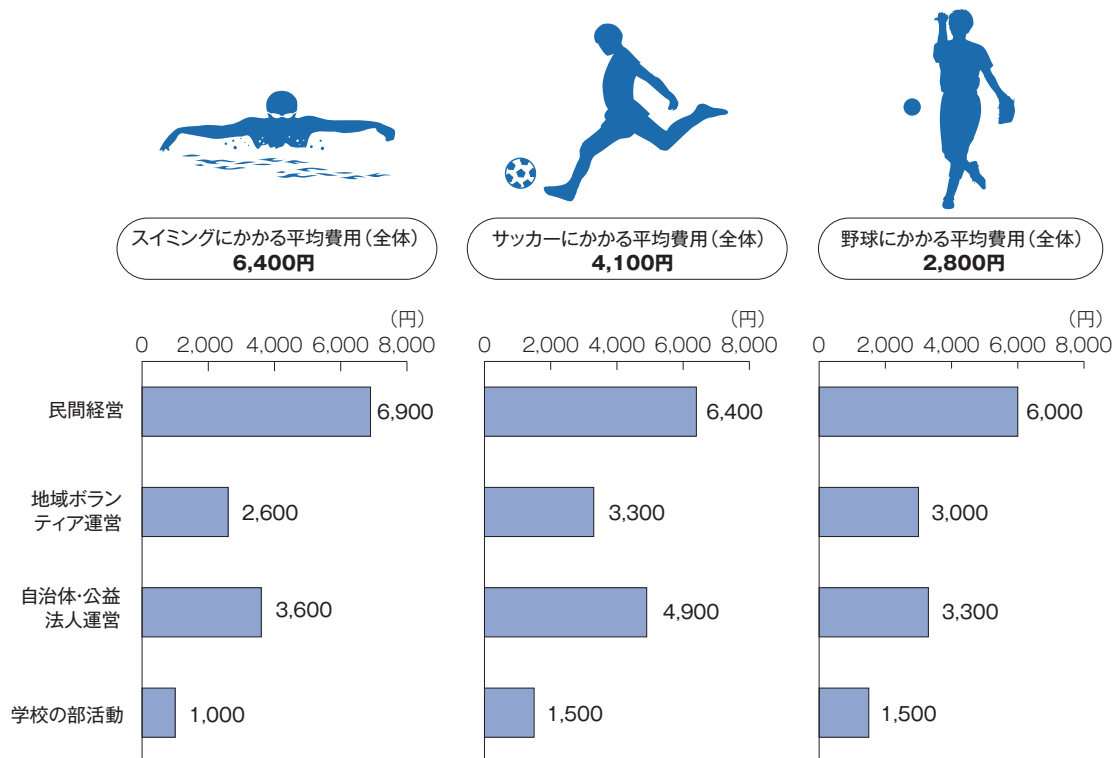 スイミングにかかる平均費用（全体）
6,400円
サッカーにかかる平均費用（全体）
4,100円
野球にかかる平均費用（全体）
2,800円
（円）
0 2,000 4,000 6,000 8,000
（円）
0 2,000 4,000 6,000 8,000
（円）
0 2,000 4,000 6,000 8,000
民間経営
6,900
6,400
6,000
地域ボラン
ティア運営
2,600
3,300
3,000
自治体・公益
法人運営
3,600
4,900
3,300
学校の部活動
1,000
1,500
1,500